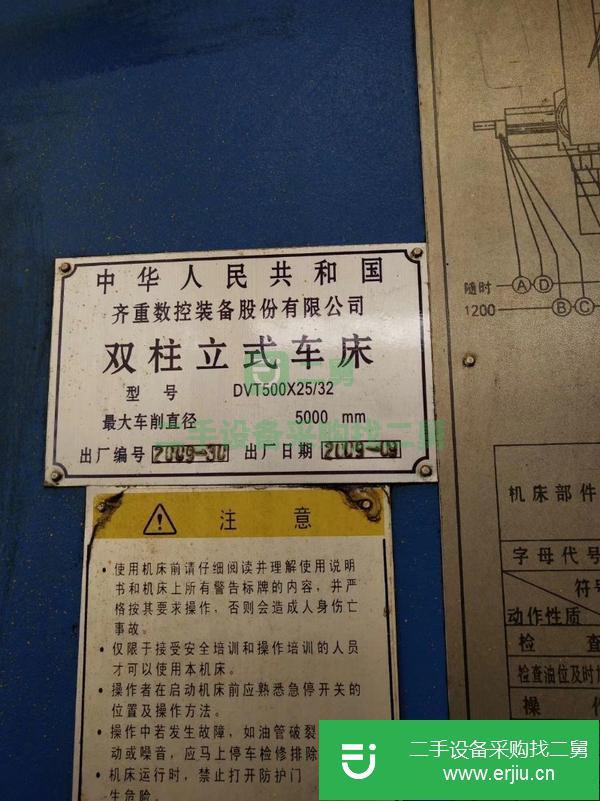 中华人民共和国
齐重数控装备股份有限公司
双柱立式车床
型号 DVT500X25/32
最大车削直径 5000 mm
出厂编号 2009-30 出厂日期 2009-09
二舅
二手设备采购找二舅
注意
• 使用机床前请仔细阅读并理解使用说明
书和机床上所有警告标牌的内容，并严
格按其要求操作，否则会造成人身伤亡
事故。
• 仅限于接受安全培训和操作培训的人员
才可以使用本机床。
• 操作者在启动机床前应熟悉急停开关的
位置及操作方法。
• 操作中若发生故障，如油管破裂
动或噪音，应马上停车检修排除
• 机床运行时，禁止打开防护门
生危险。
随时 A D
1200 B C
机床部件
字母代号
符号
动作性质
检 查
检查油位及时
操 作
二手设备采购找二舅
www.erjiu.cn